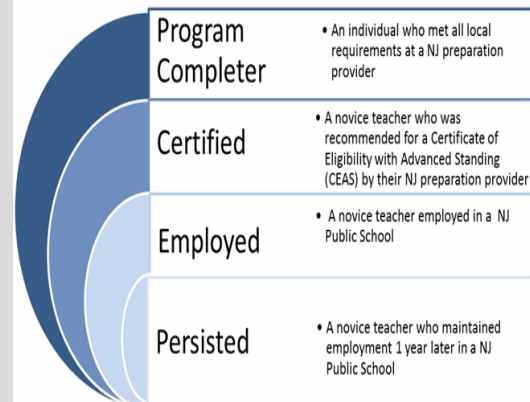 Program
Completer
• An individual who met all local
requirements at a NJ preparation
provider
Certified
• A novice teacher who was
recommended for a Certificate of
Eligibility with Advanced Standing
(CEAS) by their NJ preparation provider
Employed
• A novice teacher employed in a NJ
Public School
Persisted
• A novice teacher who maintained
employment 1 year later in a NJ
Public School